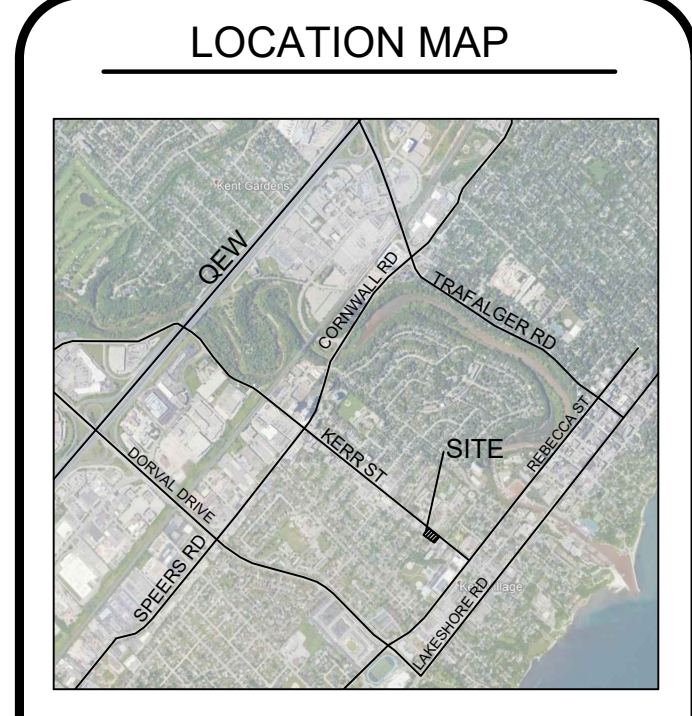 LOCATION MAP
Kent Gardens
QEW
CORNWALL RD
TRAFALGER RD
KERR ST
SITE
REBECCA ST
DORVAL DRIVE
SPEERS RD
LAKESHORE RD